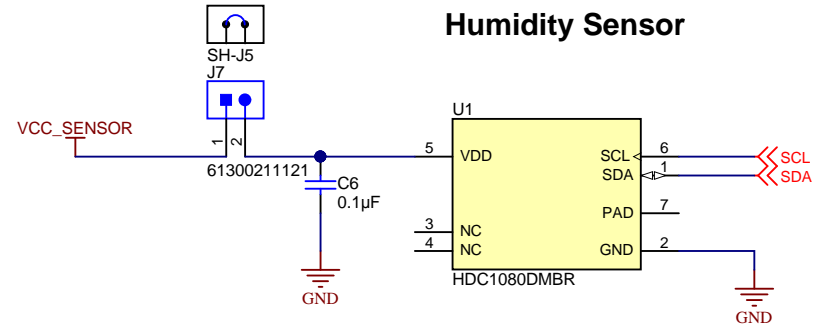 Humidity Sensor
SH-J5
J7
VCC_SENSOR
1
2
61300211121
C6
0.1µF
GND
U1
5
VDD
SCL
6
SCL
SDA
1
SDA
PAD
7
3
NC
4
NC
GND
2
HDC1080DMBR
GND